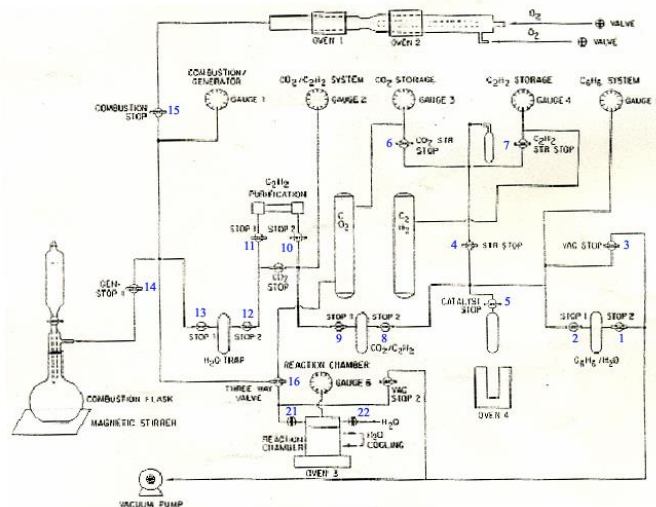 O2
VALVE
OVEN 1
OVEN 2
O2
VALVE
COMBUSTION/
GENERATOR
GAUGE 1
CO2/C2H2 SYSTEM
GAUGE 2
CO2 STORAGE
GAUGE 3
C2H2 STORAGE
GAUGE 4
C6H6 SYSTEM
GAUGE
COMBUSTION
STOP
15
6
CO2 STR
STOP
7
C2H2
STR STOP
C2H2
PURIFICATION
STOP 1
STOP 2
11
10
CO2
STOP
CO2
C2H2
4
STR STOP
VAC STOP
3
GEN-
STOP 1
14
CATALYST
STOP
5
13
12
STOP 1
STOP 2
H2O TRAP
STOP 1
STOP 2
9
8
CO2/C2H2
STOP 1
STOP 2
2
1
C6H6/H2O
REACTION CHAMBER
GAUGE 6
16
THREE WAY
VALVE
VAC
STOP 2
OVEN 4
COMBUSTION FLASK
MAGNETIC STIRRER
21
22
H2O
REACTION
CHAMBER
H2O
COOLING
OVEN 3
VACUUM PUMP